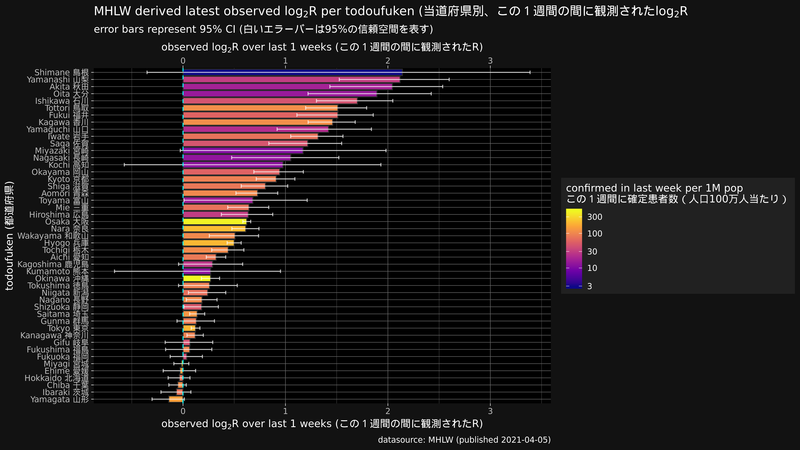 MHLW derived latest observed log₂R per todoufuken (当道府県別、この１週間の間に観測されたlog₂R
error bars represent 95% CI (白いエラーバーは95%の信頼空間を表す)
observed log₂R over last 1 weeks (この１週間の間に観測されたR)
0 1 2 3
todoufuken (都道府県)
Shimane 島根
Yamanashi 山梨
Akita 秋田
Oita 大分
Ishikawa 石川
Tottori 鳥取
Fukui 福井
Kagawa 香川
Yamaguchi 山口
Iwate 岩手
Saga 佐賀
Miyazaki 宮崎
Nagasaki 長崎
Kochi 高知
Okayama 岡山
Kyoto 京都
Shiga 滋賀
Aomori 青森
Toyama 富山
Mie 三重
Hiroshima 広島
Osaka 大阪
Nara 奈良
Wakayama 和歌山
Hyogo 兵庫
Tochigi 栃木
Aichi 愛知
Kagoshima 鹿児島
Kumamoto 熊本
Okinawa 沖縄
Tokushima 徳島
Niigata 新潟
Nagano 長野
Shizuoka 静岡
Saitama 埼玉
Gunma 群馬
Tokyo 東京
Kanagawa 神奈川
Gifu 岐阜
Fukushima 福島
Fukuoka 福岡
Miyagi 宮城
Ehime 愛媛
Hokkaido 北海道
Chiba 千葉
Ibaraki 茨城
Yamagata 山形
0 1 2 3
observed log₂R over last 1 weeks (この１週間の間に観測されたR)
confirmed in last week per 1M pop
この１週間に確定患者数 ( 人口100万人当たり )
300
100
30
10
3
datasource: MHLW (published 2021-04-05)